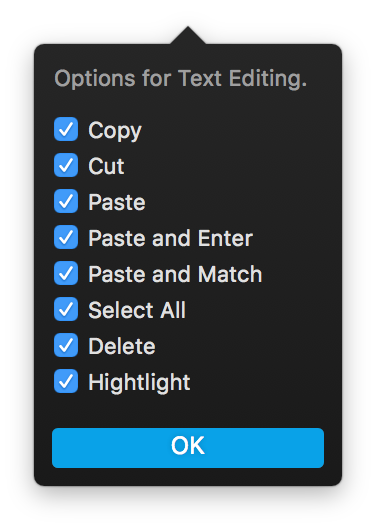 Options for Text Editing.
Copy
Cut
Paste
Paste and Enter
Paste and Match
Select All
Delete
Hightlight
OK